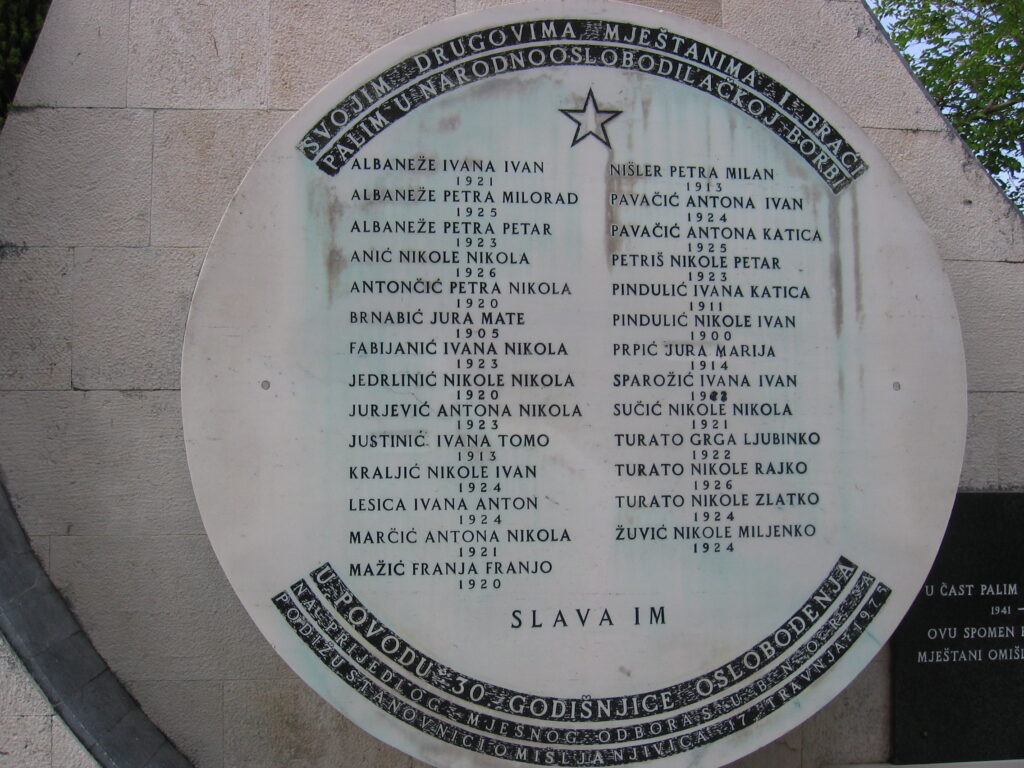 SVOJIM DRUGOVIMA MJEŠTANIMA I BRAĆI
PALIM U NARODNOOSLOBODILAČKOJ BORBI
ALBANEŽE IVANA IVAN
1921
ALBANEŽE PETRA MILORAD
1925
ALBANEŽE PETRA PETAR
1923
ANIĆ NIKOLE NIKOLA
1926
ANTONČIĆ PETRA NIKOLA
1920
BRNABIĆ JURA MATE
1905
FABIJANIĆ IVANA NIKOLA
1923
JEDRLINIĆ NIKOLE NIKOLA
1920
JURJEVIĆ ANTONA NIKOLA
1923
JUSTINIĆ IVANA TOMO
1913
KRALJIĆ NIKOLE IVAN
1924
LESICA IVANA ANTON
1924
MARČIĆ ANTONA NIKOLA
1921
MAŽIĆ FRANJA FRANJO
1920
NIŠLER PETRA MILAN
1913
PAVAČIĆ ANTONA IVAN
1924
PAVAČIĆ ANTONA KATICA
1925
PETRIŠ NIKOLE PETAR
1923
PINDULIĆ IVANA KATICA
1911
PINDULIĆ NIKOLE IVAN
1900
PRPIĆ JURA MARIJA
1914
SPAROŽIĆ IVANA IVAN
SUČIĆ NIKOLE NIKOLA
1921
TURATO GRGA LJUBINKO
1922
TURATO NIKOLE RAJKO
1926
TURATO NIKOLE ZLATKO
1924
ŽUVIĆ NIKOLE MILJENKO
1924
SLAVA IM
U POVODU 30 GODIŠNJICE OSLOBOĐENJA
NA PRIJEDLOG MJESNOG ODBORA SUBNOR-A
PODIŽU STANOVNICI OMIŠLJA NJIVICA 17 TRAVNJA 1975
U ČAST PALIM
1941 –
OVU SPOMEN
MJEŠTANI